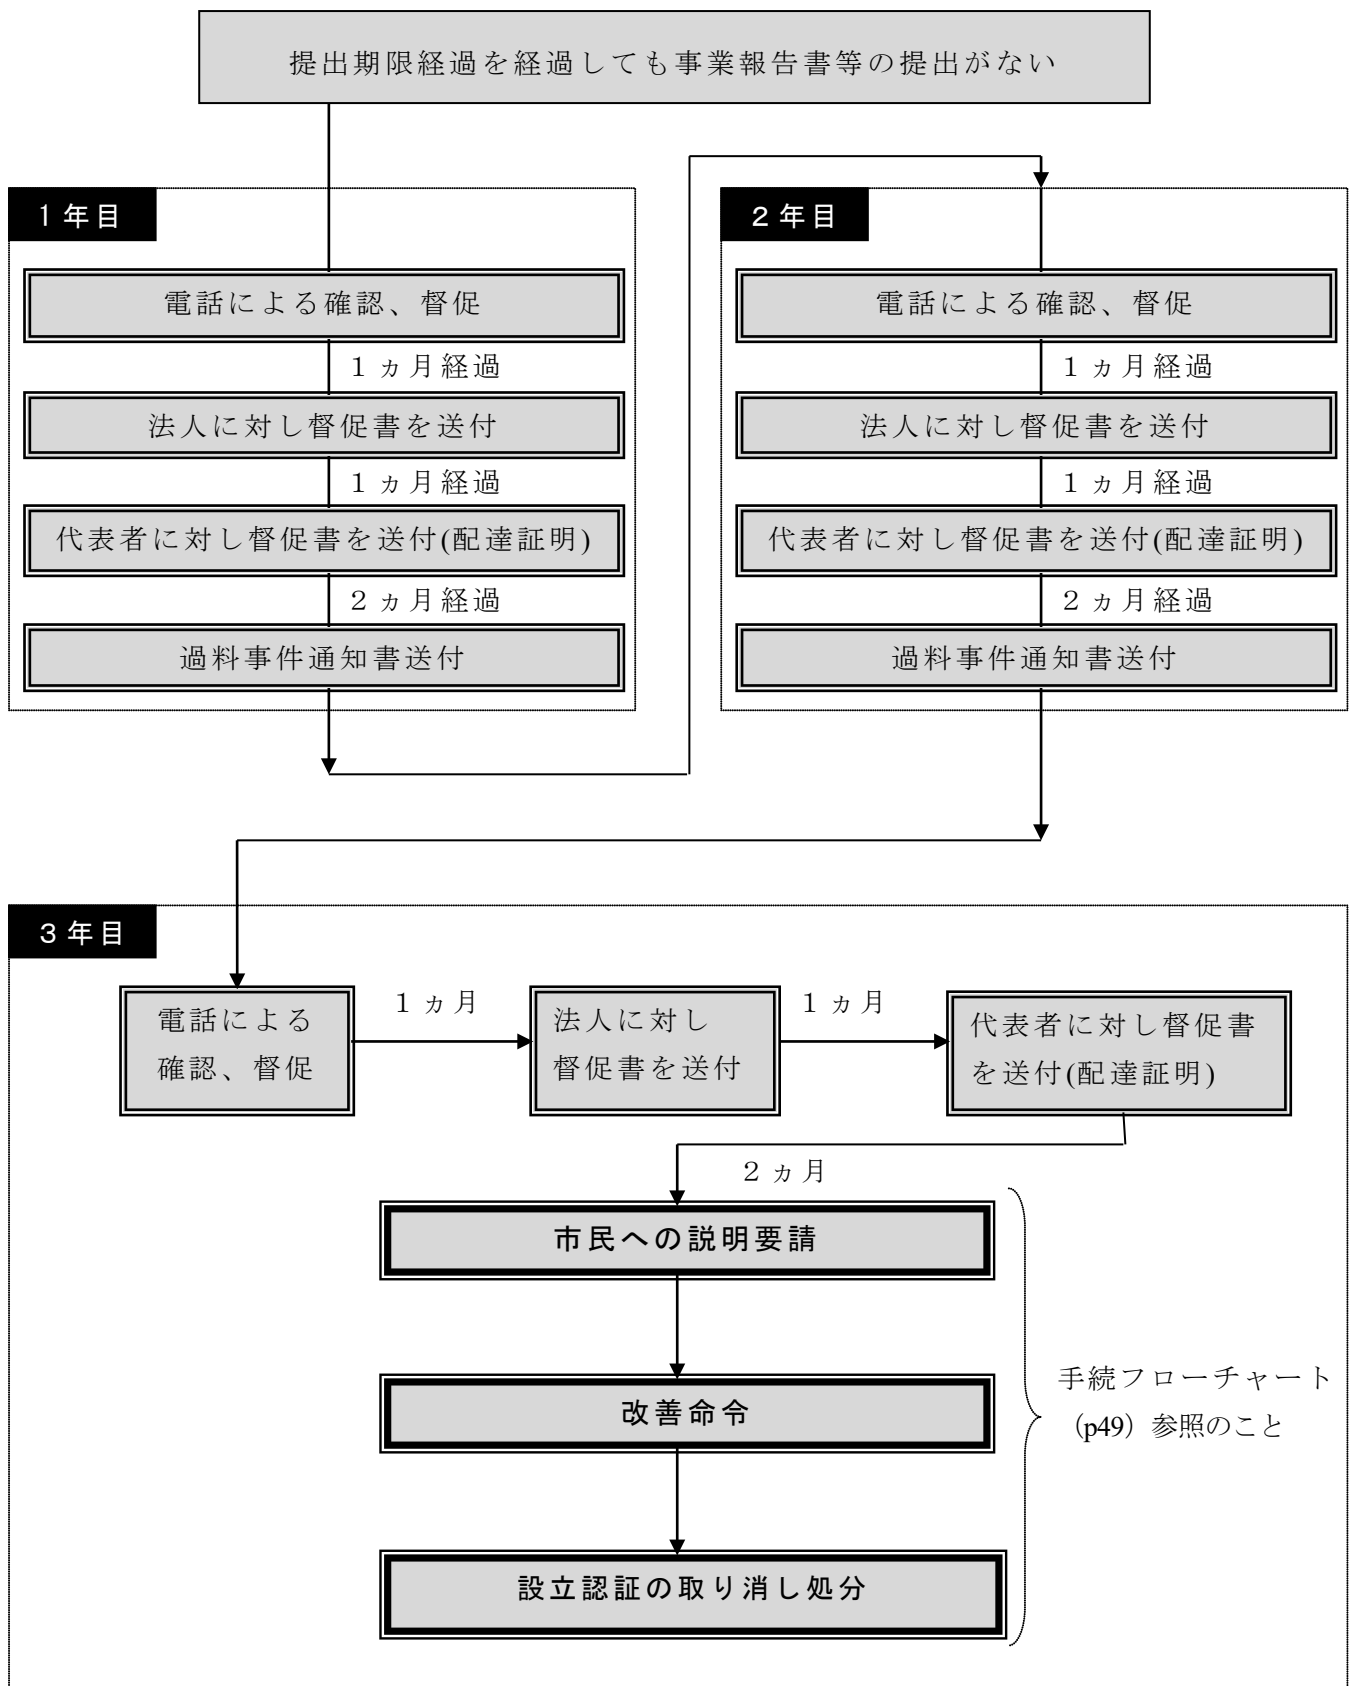 提出期限経過を経過しても事業報告書等の提出がない
1年目
電話による確認、督促
1ヵ月経過
法人に対し督促書を送付
1ヵ月経過
代表者に対し督促書を送付(配達証明)
2ヵ月経過
過料事件通知書送付
2年目
電話による確認、督促
1ヵ月経過
法人に対し督促書を送付
1ヵ月経過
代表者に対し督促書を送付(配達証明)
2ヵ月経過
過料事件通知書送付
3年目
電話による
確認、督促
1ヵ月
法人に対し
督促書を送付
1ヵ月
代表者に対し督促書
を送付(配達証明)
2ヵ月
市民への説明要請
改善命令
設立認証の取り消し処分
手続フローチャート
（p49）参照のこと